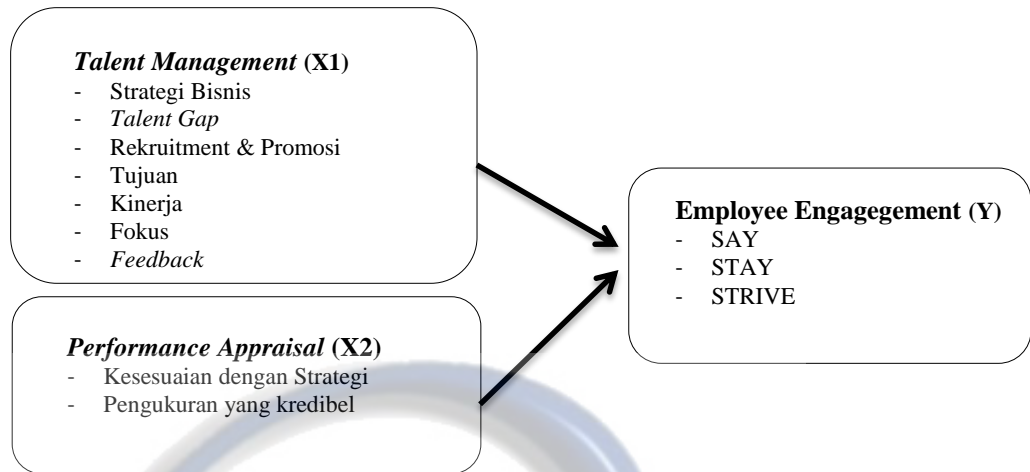 Talent Management (X1)
- Strategi Bisnis
- Talent Gap
- Rekruitment & Promosi
- Tujuan
- Kinerja
- Fokus
- Feedback
Employee Engagegement (Y)
- SAY
- STAY
- STRIVE
Performance Appraisal (X2)
- Kesesuaian dengan Strategi
- Pengukuran yang kredibel